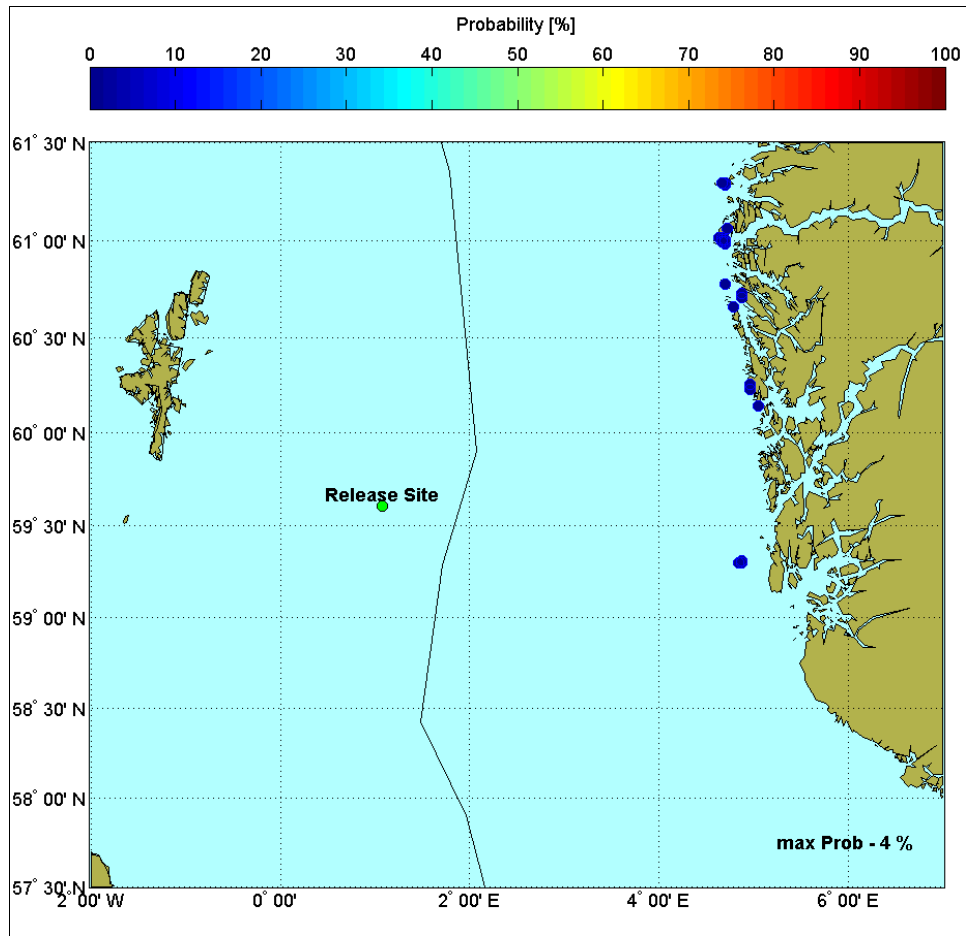 Probability [%]
0 10 20 30 40 50 60 70 80 90 100
61° 30' N
61° 00' N
60° 30' N
60° 00' N
Release Site
59° 30' N
59° 00' N
58° 30' N
58° 00' N
max Prob - 4 %
57° 30' N
2° 00' W 0° 00' 2° 00' E 4° 00' E 6° 00' E